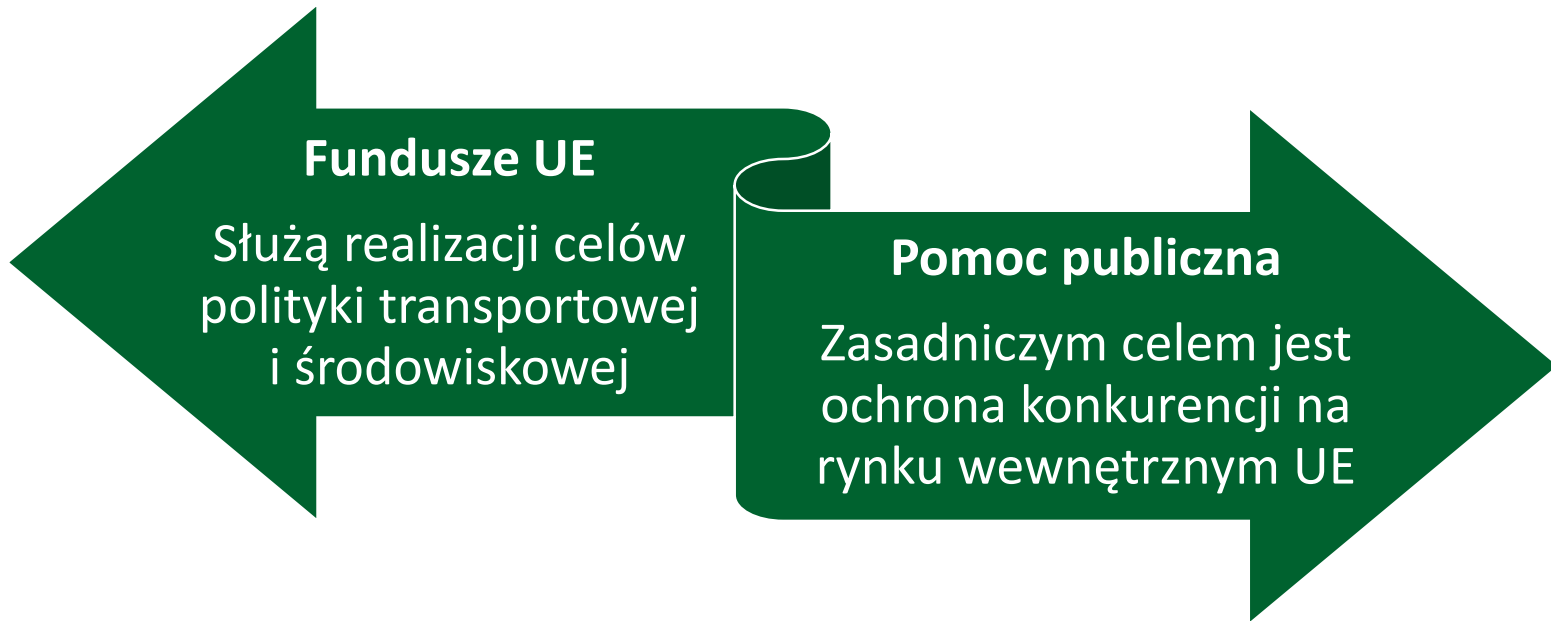 Fundusze UE
Służą realizacji celów
polityki transportowej
i środowiskowej
Pomoc publiczna
Zasadniczym celem jest
ochrona konkurencji na
rynku wewnętrznym UE